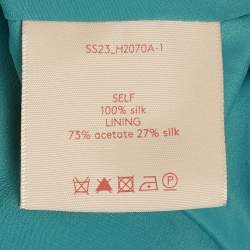 SS23_H2070A-1
SELF
100% silk
LINING
73% acetate 27% silk
P